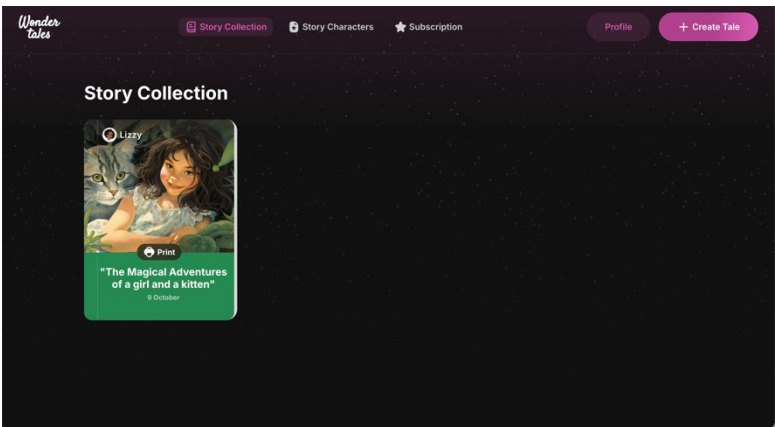 Wonder
tales
Story Collection
Story Characters
Subscription
Profile
+ Create Tale
Story Collection
Lizzy
Print
"The Magical Adventures
of a girl and a kitten"
9 October